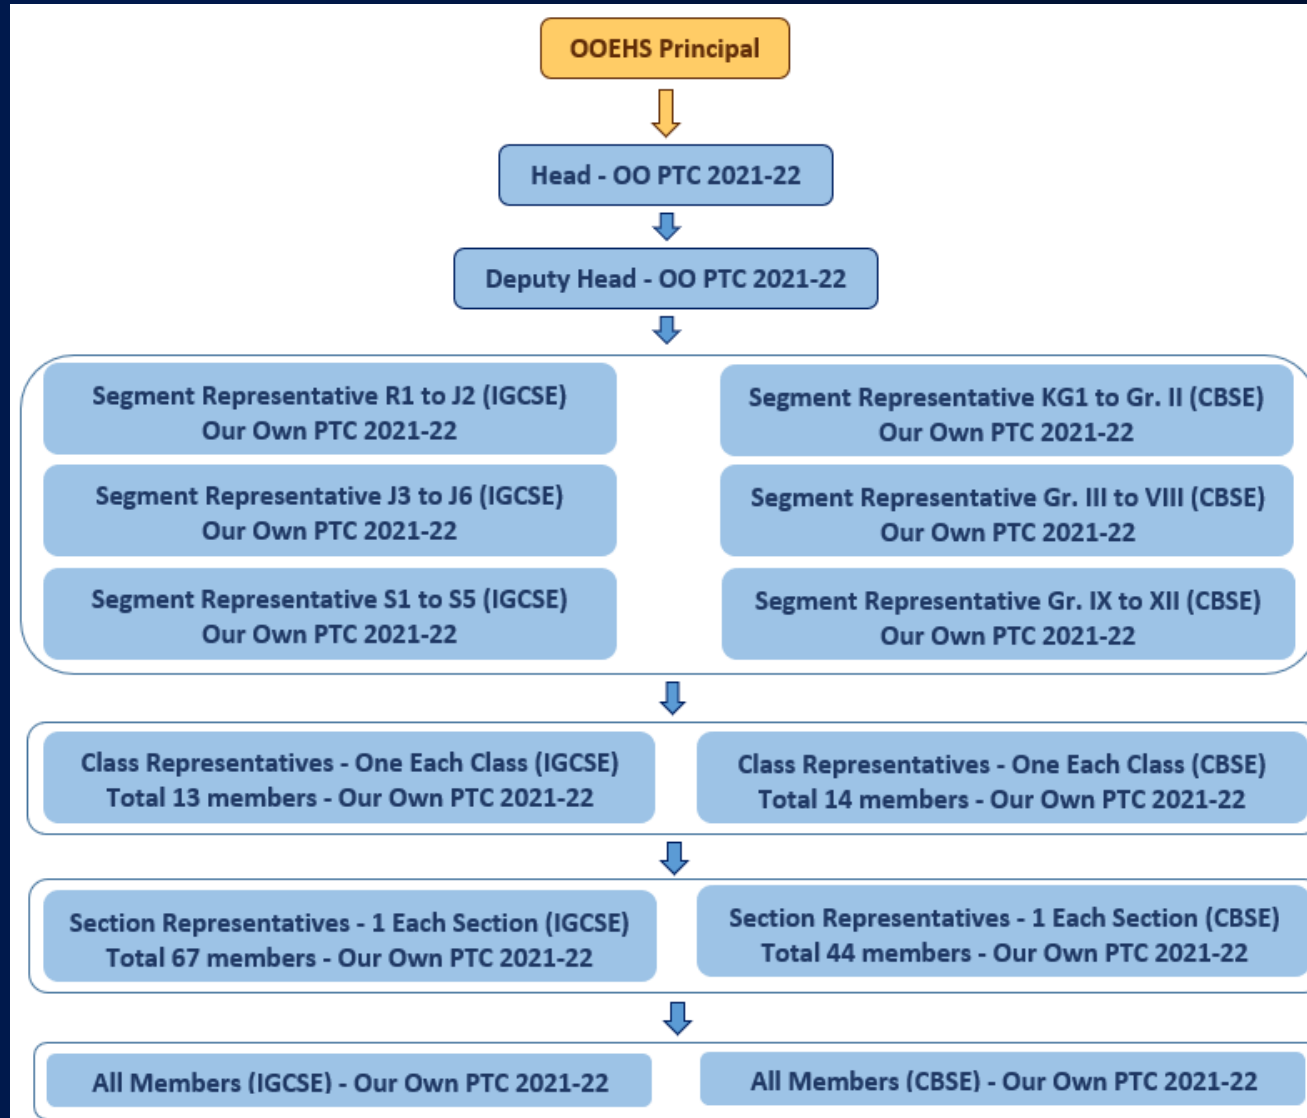 OOEHS Principal
Head - OO PTC 2021-22
Deputy Head - OO PTC 2021-22
Segment Representative R1 to J2 (IGCSE)
Our Own PTC 2021-22
Segment Representative KG1 to Gr. II (CBSE)
Our Own PTC 2021-22
Segment Representative J3 to J6 (IGCSE)
Our Own PTC 2021-22
Segment Representative Gr. III to VIII (CBSE)
Our Own PTC 2021-22
Segment Representative S1 to S5 (IGCSE)
Our Own PTC 2021-22
Segment Representative Gr. IX to XII (CBSE)
Our Own PTC 2021-22
Class Representatives - One Each Class (IGCSE)
Total 13 members - Our Own PTC 2021-22
Class Representatives - One Each Class (CBSE)
Total 14 members - Our Own PTC 2021-22
Section Representatives - 1 Each Section (IGCSE)
Total 67 members - Our Own PTC 2021-22
Section Representatives - 1 Each Section (CBSE)
Total 44 members - Our Own PTC 2021-22
All Members (IGCSE) - Our Own PTC 2021-22
All Members (CBSE) - Our Own PTC 2021-22